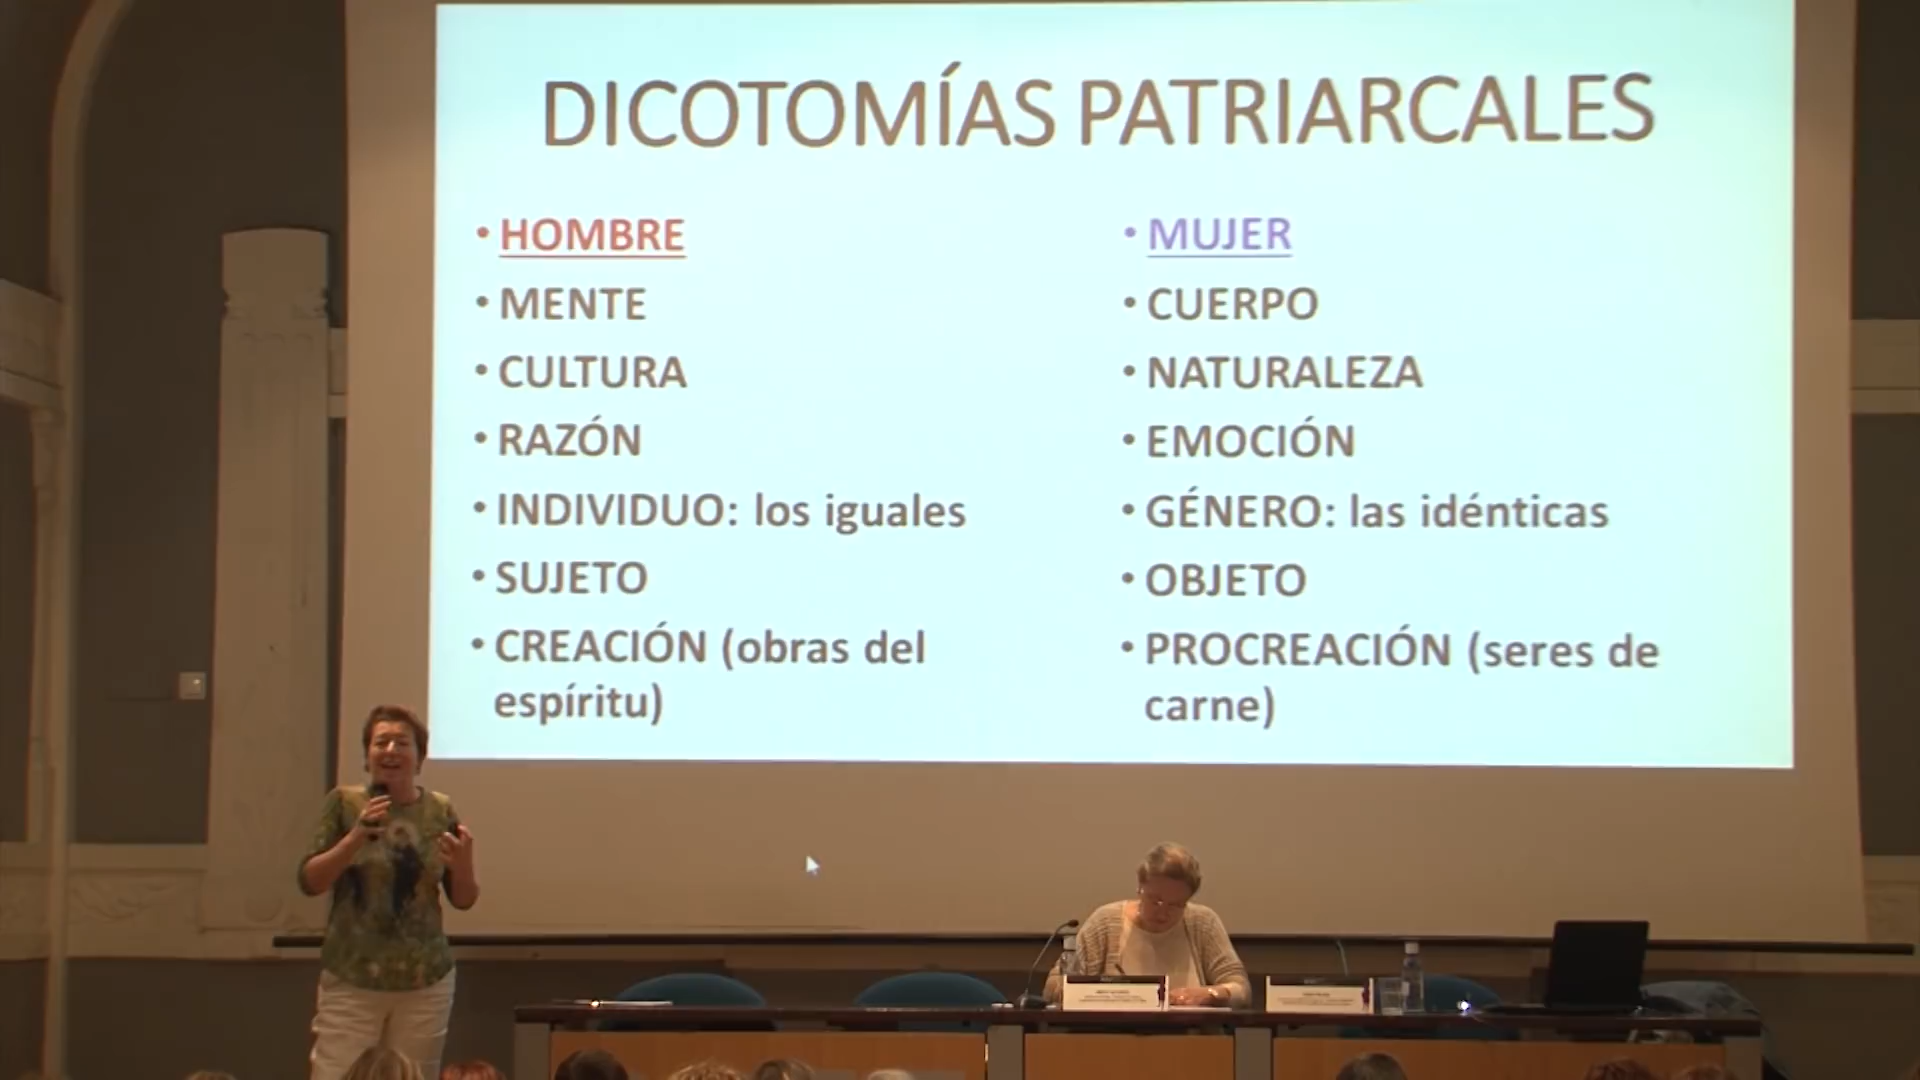 DICOTOMÍAS PATRIARCALES
• HOMBRE
• MENTE
• CULTURA
• RAZÓN
• INDIVIDUO: los iguales
• SUJETO
• CREACIÓN (obras del
espíritu)
• MUJER
• CUERPO
• NATURALEZA
• EMOCIÓN
• GÉNERO: las idénticas
• OBJETO
• PROCREACIÓN (seres de
carne)